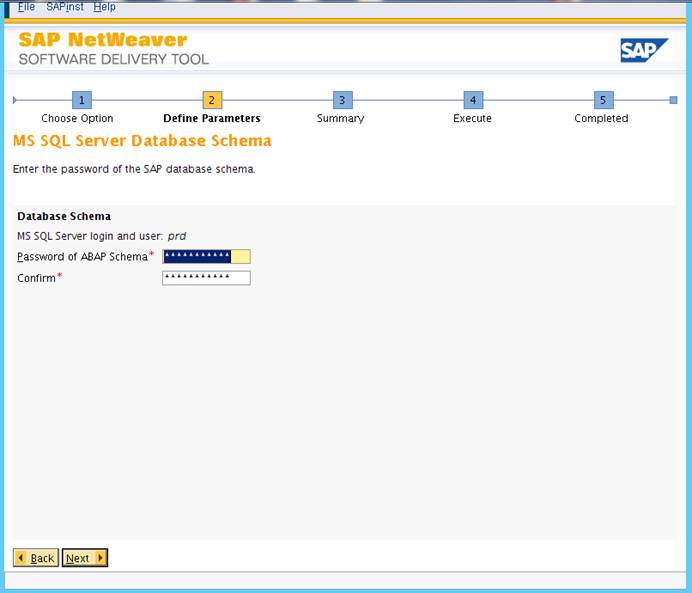 File SAPinst Help
SAP NetWeaver
SOFTWARE DELIVERY TOOL
SAP
1 2 3 4 5
Choose Option Define Parameters Summary Execute Completed
MS SQL Server Database Schema
Enter the password of the SAP database schema.
Database Schema
MS SQL Server login and user: prd
Password of ABAP Schema* ***********
Confirm* ***********
Back Next